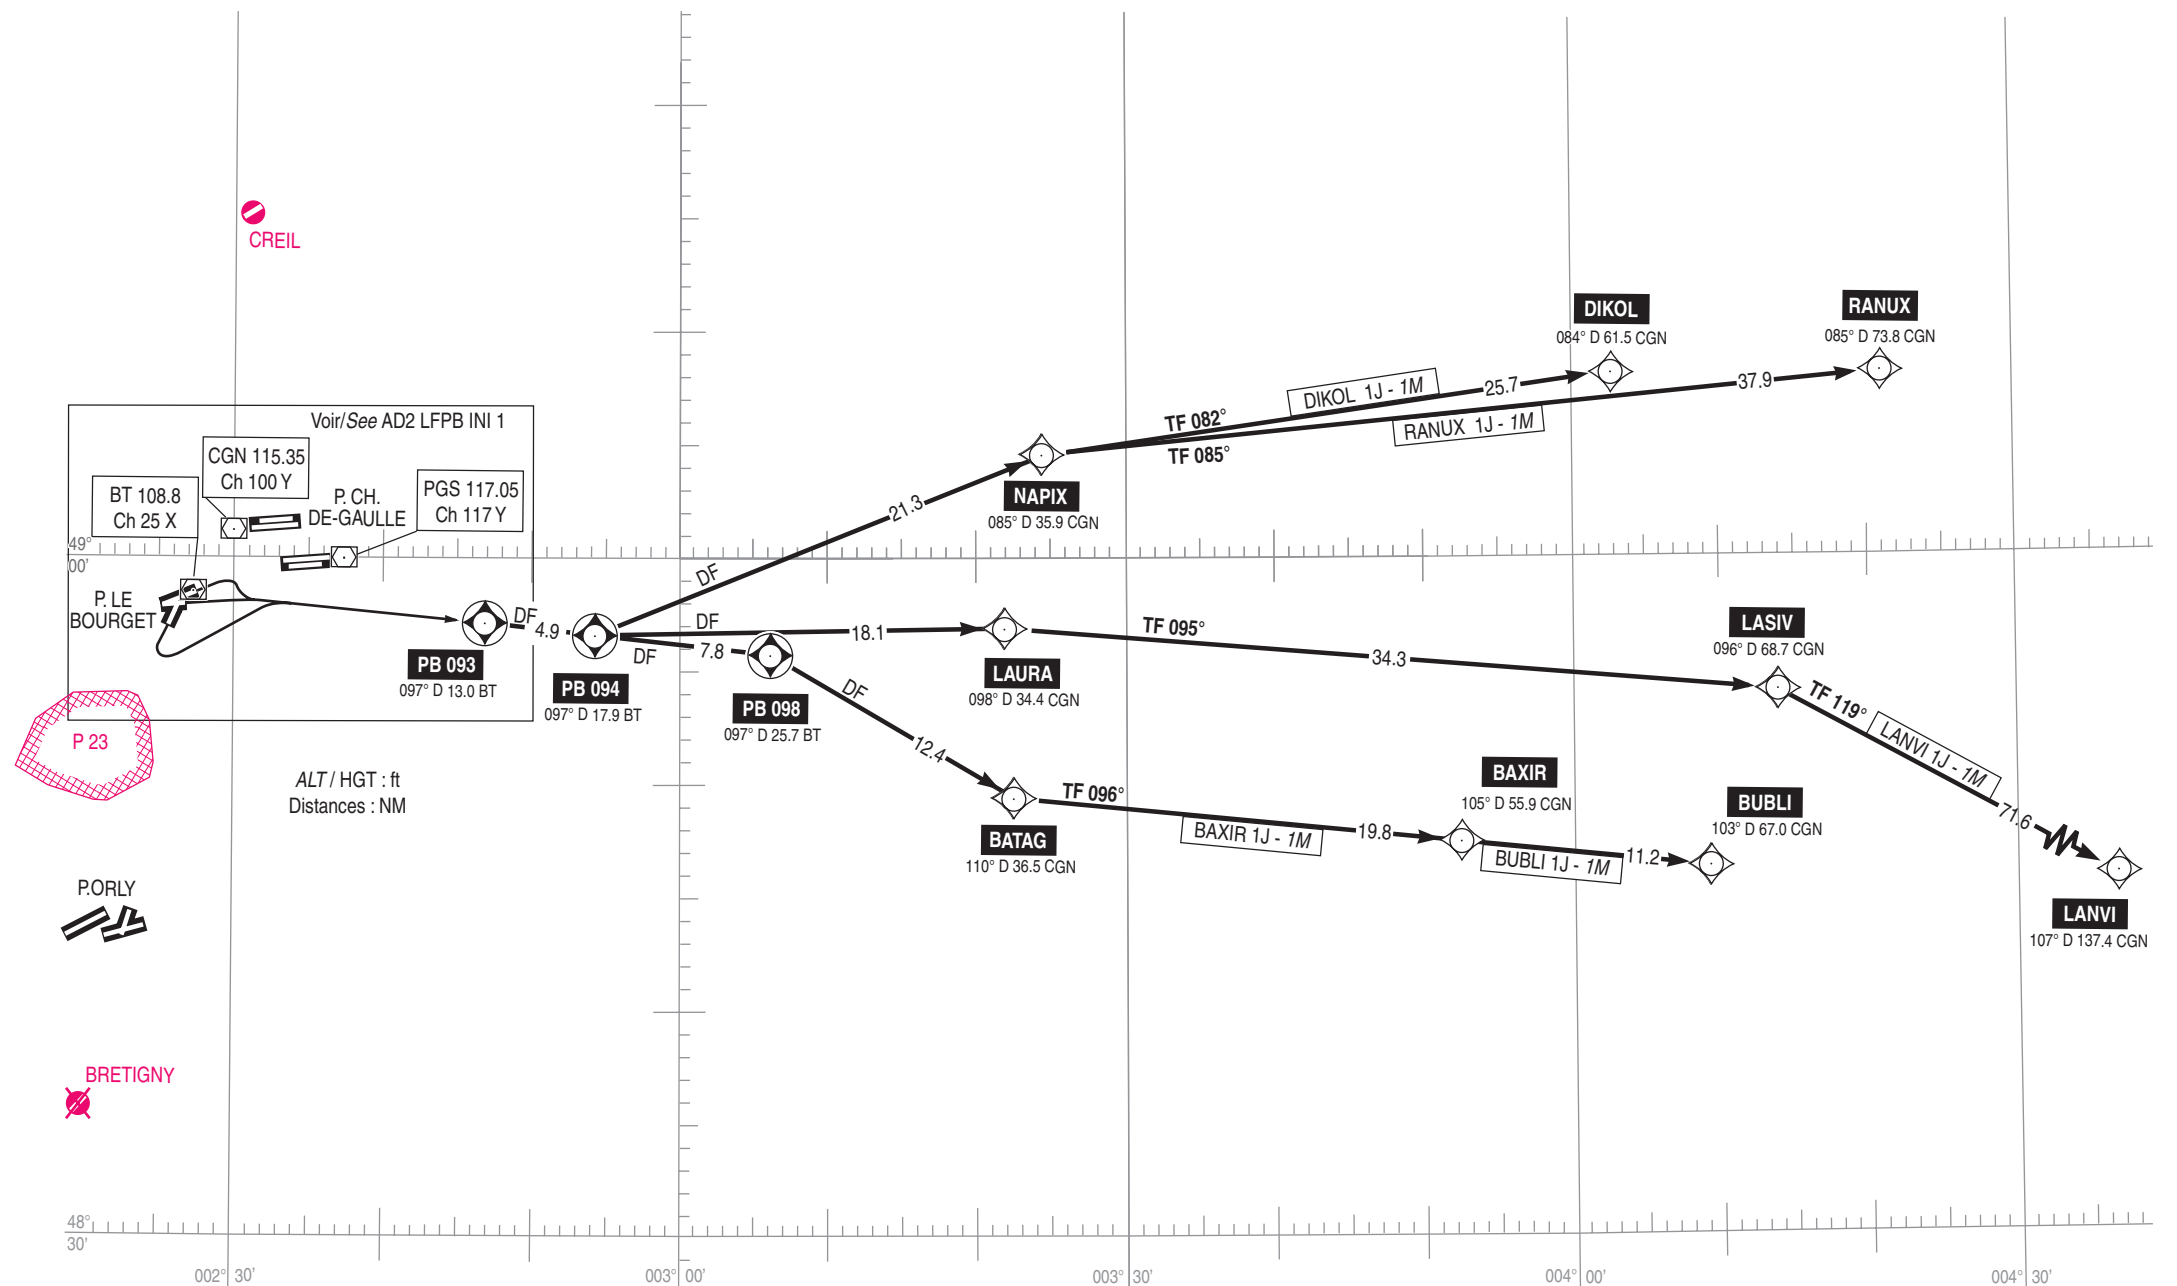 CREIL
DIKOL
084° D 61.5 CGN
RANUX
085° D 73.8 CGN
DIKOL 1J - 1M
25.7
37.9
TF 082°
RANUX 1J - 1M
TF 085°
Voir/See AD2 LFPB INI 1
CGN 115.35
Ch 100 Y
BT 108.8
Ch 25 X
P. CH.
DE-GAULLE
PGS 117.05
Ch 117 Y
NAPIX
085° D 35.9 CGN
21.3
49°
00'
DF
P. LE
BOURGET
DF
4.9
DF
18.1
DF
7.8
TF 095°
34.3
LASIV
096° D 68.7 CGN
PB 093
097° D 13.0 BT
PB 094
097° D 17.9 BT
PB 098
097° D 25.7 BT
LAURA
098° D 34.4 CGN
DF
12.4
TF 119°
LANVI 1J - 1M
71.6
P 23
ALT / HGT : ft
Distances : NM
BATAG
110° D 36.5 CGN
TF 096°
BAXIR 1J - 1M
19.8
BAXIR
105° D 55.9 CGN
BUBLI 1J - 1M
11.2
BUBLI
103° D 67.0 CGN
LANVI
107° D 137.4 CGN
P.ORLY
BRETIGNY
48°
30'
002° 30'
003° 00'
003° 30'
004° 00'
004° 30'